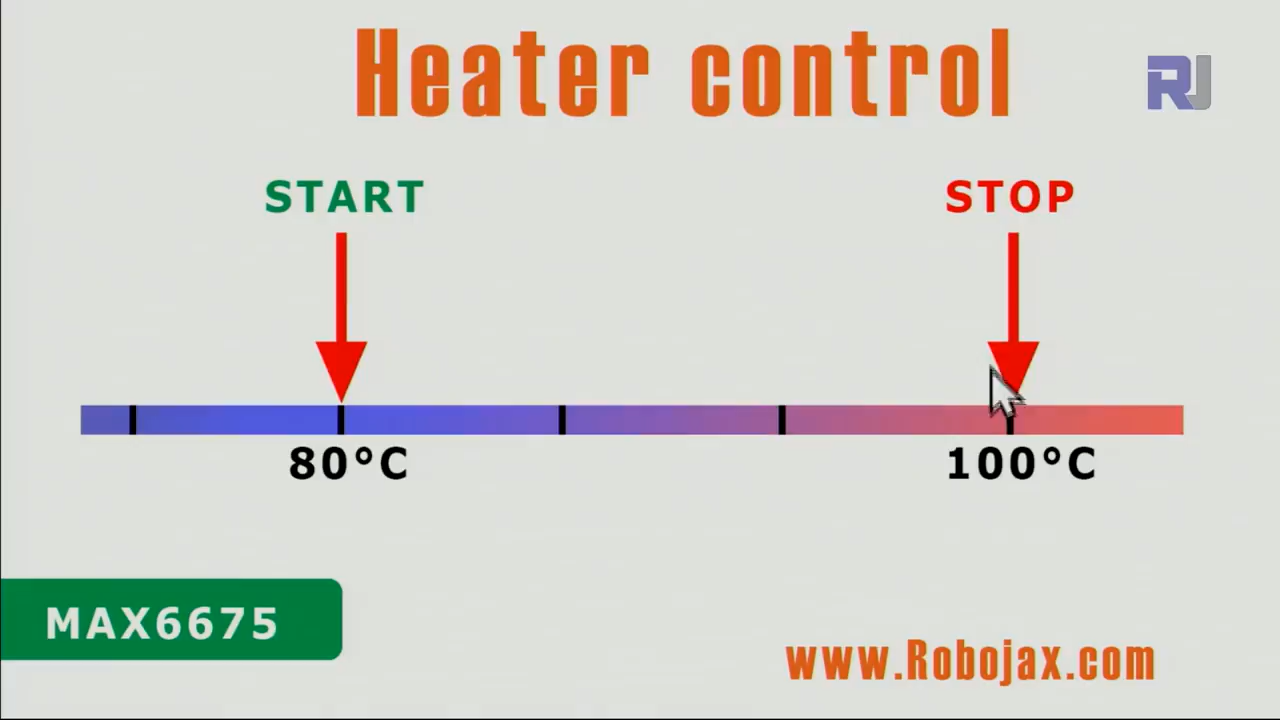 Heater control
RJ
START
STOP
80°C
100°C
MAX6675
www.Robojax.com